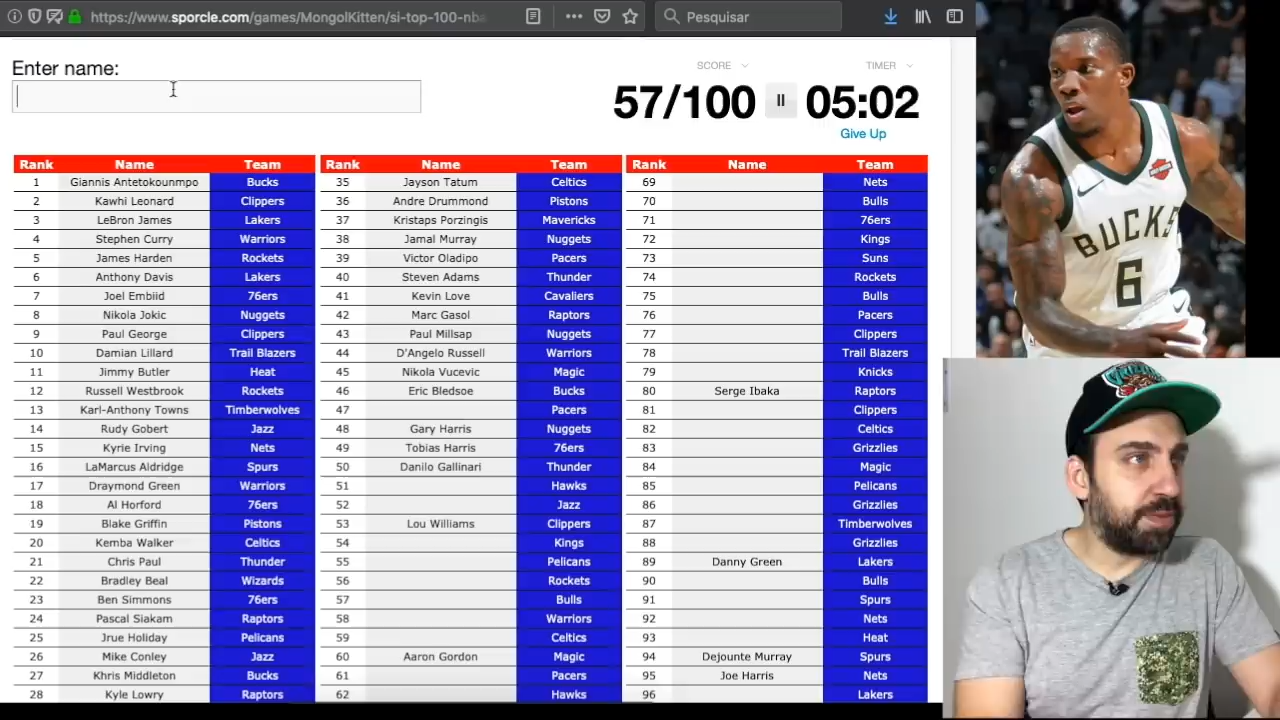 https://www.sporcle.com/games/MongolKitten/si-top-100-nba
Pesquisar
Enter name:
SCORE
TIMER
57/100
05:02
Give Up
Rank Name Team Rank Name Team Rank Name Team
1 Giannis Antetokounmpo Bucks 35 Jayson Tatum Celtics 69 Nets
2 Kawhi Leonard Clippers 36 Andre Drummond Pistons 70 Bulls
3 LeBron James Lakers 37 Kristaps Porzingis Mavericks 71 76ers
4 Stephen Curry Warriors 38 Jamal Murray Nuggets 72 Kings
5 James Harden Rockets 39 Victor Oladipo Pacers 73 Suns
6 Anthony Davis Lakers 40 Steven Adams Thunder 74 Rockets
7 Joel Embiid 76ers 41 Kevin Love Cavaliers 75 Bulls
8 Nikola Jokic Nuggets 42 Marc Gasol Raptors 76 Pacers
9 Paul George Clippers 43 Paul Millsap Nuggets 77 Clippers
10 Damian Lillard Trail Blazers 44 D'Angelo Russell Warriors 78 Trail Blazers
11 Jimmy Butler Heat 45 Nikola Vucevic Magic 79 Knicks
12 Russell Westbrook Rockets 46 Eric Bledsoe Bucks 80 Serge Ibaka Raptors
13 Karl-Anthony Towns Timberwolves 47 Pacers 81 Clippers
14 Rudy Gobert Jazz 48 Gary Harris Nuggets 82 Celtics
15 Kyrie Irving Nets 49 Tobias Harris 76ers 83 Grizzlies
16 LaMarcus Aldridge Spurs 50 Danilo Gallinari Thunder 84 Magic
17 Draymond Green Warriors 51 Hawks 85 Pelicans
18 Al Horford 76ers 52 Jazz 86 Grizzlies
19 Blake Griffin Pistons 53 Lou Williams Clippers 87 Timberwolves
20 Kemba Walker Celtics 54 Kings 88 Grizzlies
21 Chris Paul Thunder 55 Pelicans 89 Danny Green Lakers
22 Bradley Beal Wizards 56 Rockets 90 Bulls
23 Ben Simmons 76ers 57 Bulls 91 Spurs
24 Pascal Siakam Raptors 58 Warriors 92 Nets
25 Jrue Holiday Pelicans 59 Celtics 93 Heat
26 Mike Conley Jazz 60 Aaron Gordon Magic 94 Dejounte Murray Spurs
27 Khris Middleton Bucks 61 Pacers 95 Joe Harris Nets
28 Kyle Lowry Raptors 62 Hawks 96 Lakers
BUCKS
6